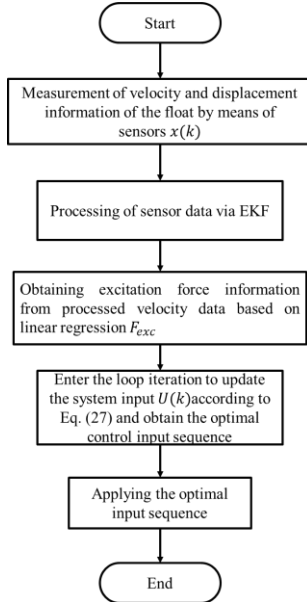 Start
Measurement of velocity and displacement
information of the float by means of
sensors x(k)
Processing of sensor data via EKF
Obtaining excitation force information
from processed velocity data based on
linear regression F_exc
Enter the loop iteration to update
the system input U(k)according to
Eq. (27) and obtain the optimal
control input sequence
Applying the optimal
input sequence
End